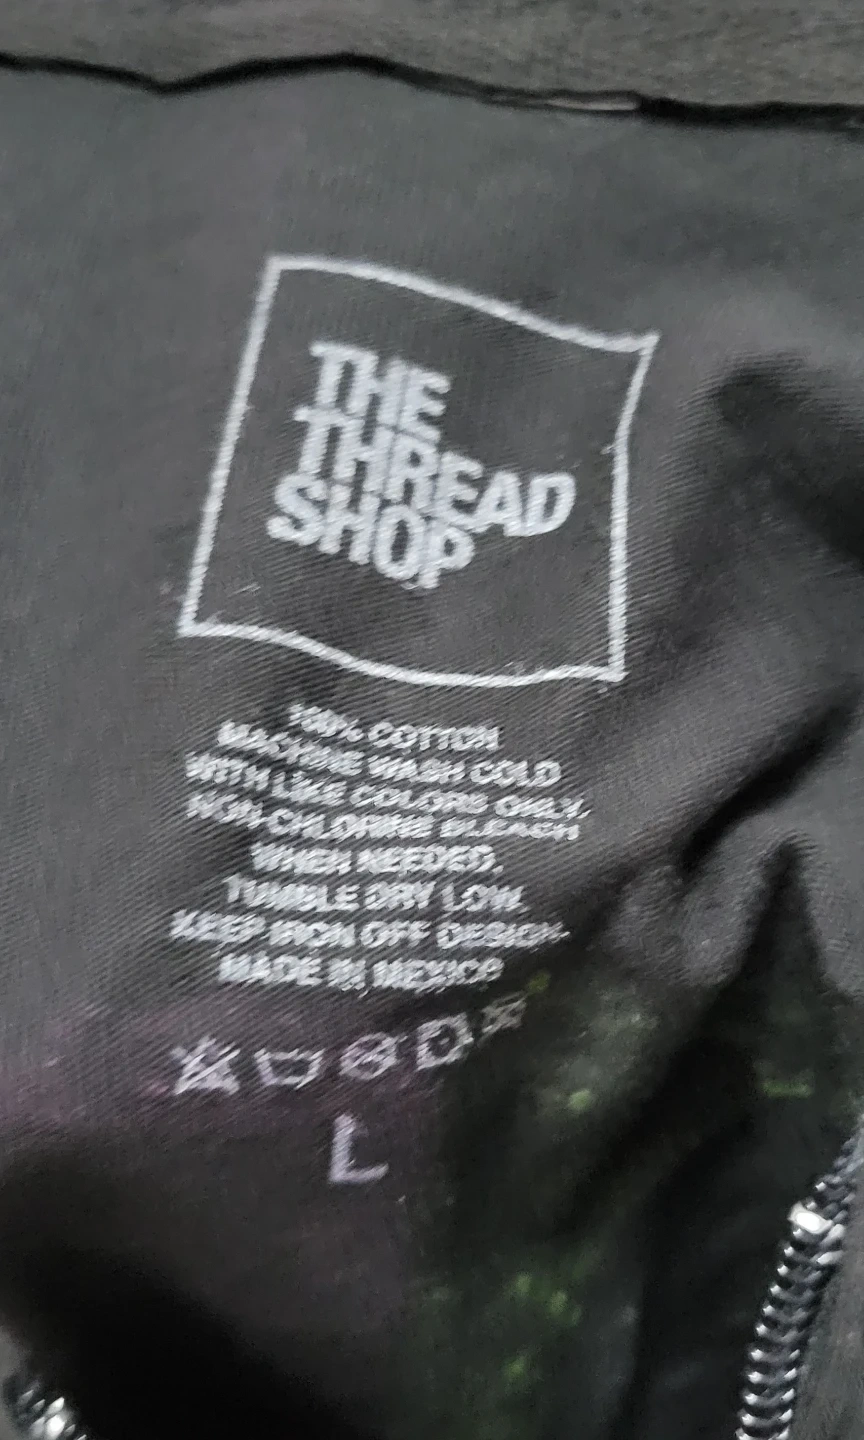 THE
THREAD
SHOP
100% COTTON
MACHINE WASH COLD
WITH LIKE COLORS ONLY.
NON-CHLORINE BLEACH
WHEN NEEDED.
TUMBLE DRY LOW.
KEEP IRON OFF DESIGN.
MADE IN MEXICO
L